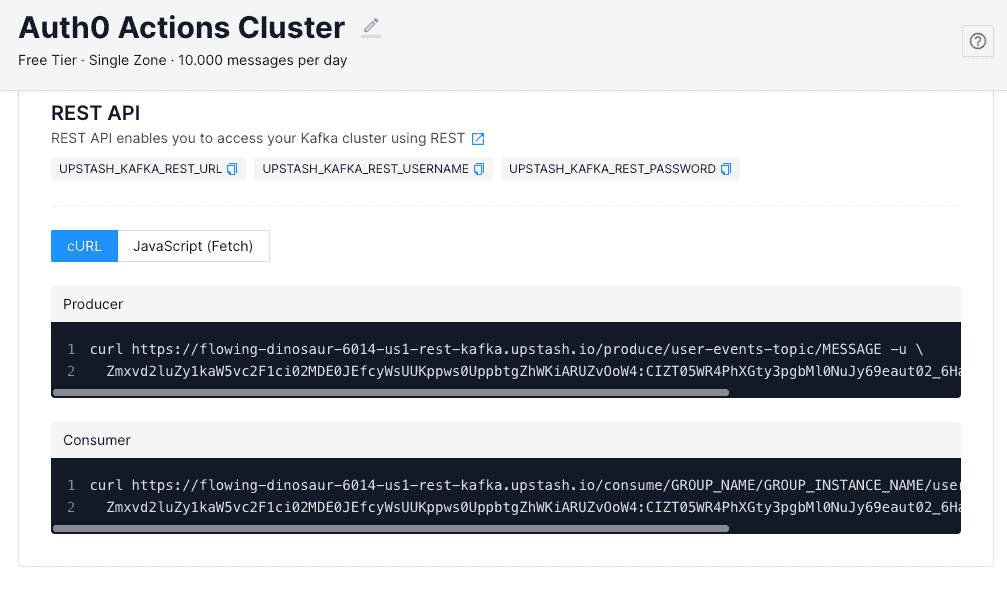 Auth0 Actions Cluster
Free Tier · Single Zone · 10.000 messages per day
REST API
REST API enables you to access your Kafka cluster using REST
UPSTASH_KAFKA_REST_URL UPSTASH_KAFKA_REST_USERNAME UPSTASH_KAFKA_REST_PASSWORD
cURL JavaScript (Fetch)
Producer
1 curl https://flowing-dinosaur-6014-us1-rest-kafka.upstash.io/produce/user-events-topic/MESSAGE -u \
2 Zmxvd2luZy1kaW5vc2F1ci02MDE0JEfcyWsUUKppws0UppbtgZhWKiARUZvOoW4:CIZT05WR4PhXGty3pgbMl0NuJy69eaut02_6Ha
Consumer
1 curl https://flowing-dinosaur-6014-us1-rest-kafka.upstash.io/consume/GROUP_NAME/GROUP_INSTANCE_NAME/user
2 Zmxvd2luZy1kaW5vc2F1ci02MDE0JEfcyWsUUKppws0UppbtgZhWKiARUZvOoW4:CIZT05WR4PhXGty3pgbMl0NuJy69eaut02_6Ha